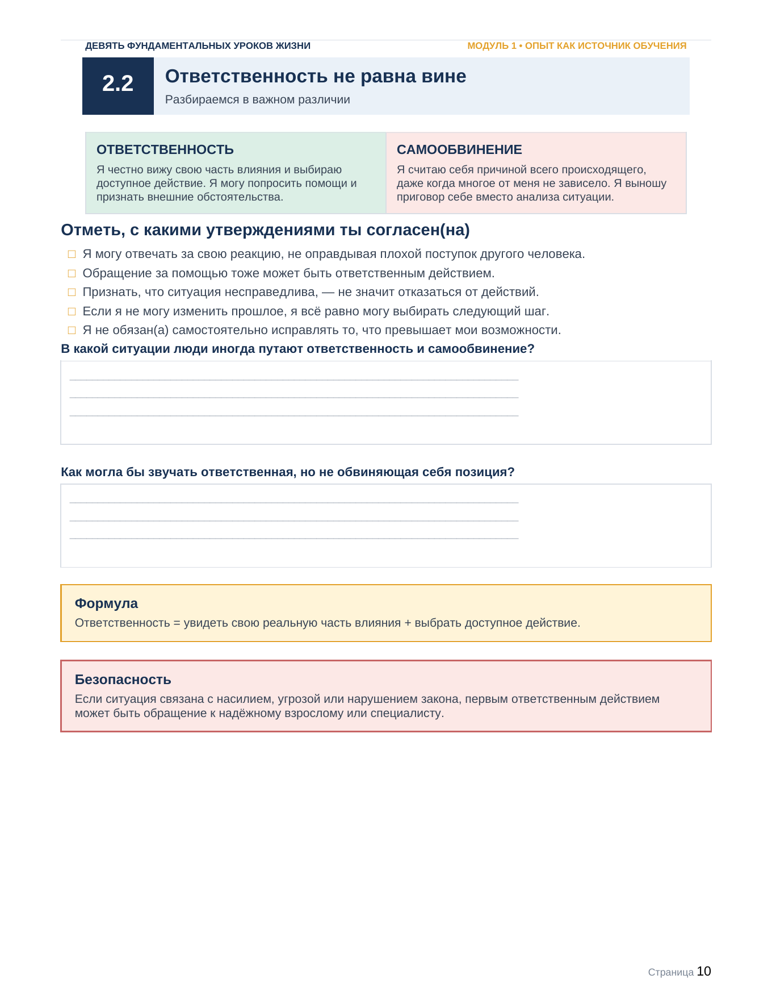 ДЕВЯТЬ ФУНДАМЕНТАЛЬНЫХ УРОКОВ ЖИЗНИ
МОДУЛЬ 1 • ОПЫТ КАК ИСТОЧНИК ОБУЧЕНИЯ
2.2
Ответственность не равна вине
Разбираемся в важном различии
ОТВЕТСТВЕННОСТЬ
Я честно вижу свою часть влияния и выбираю
доступное действие. Я могу попросить помощи и
признать внешние обстоятельства.
САМООБВИНЕНИЕ
Я считаю себя причиной всего происходящего,
даже когда многое от меня не зависело. Я выношу
приговор себе вместо анализа ситуации.
Отметь, с какими утверждениями ты согласен(на)
☐ Я могу отвечать за свою реакцию, не оправдывая плохой поступок другого человека.
☐ Обращение за помощью тоже может быть ответственным действием.
☐ Признать, что ситуация несправедлива, — не значит отказаться от действий.
☐ Если я не могу изменить прошлое, я всё равно могу выбирать следующий шаг.
☐ Я не обязан(а) самостоятельно исправлять то, что превышает мои возможности.
В какой ситуации люди иногда путают ответственность и самообвинение?
Как могла бы звучать ответственная, но не обвиняющая себя позиция?
Формула
Ответственность = увидеть свою реальную часть влияния + выбрать доступное действие.
Безопасность
Если ситуация связана с насилием, угрозой или нарушением закона, первым ответственным действием
может быть обращение к надёжному взрослому или специалисту.
Страница 10